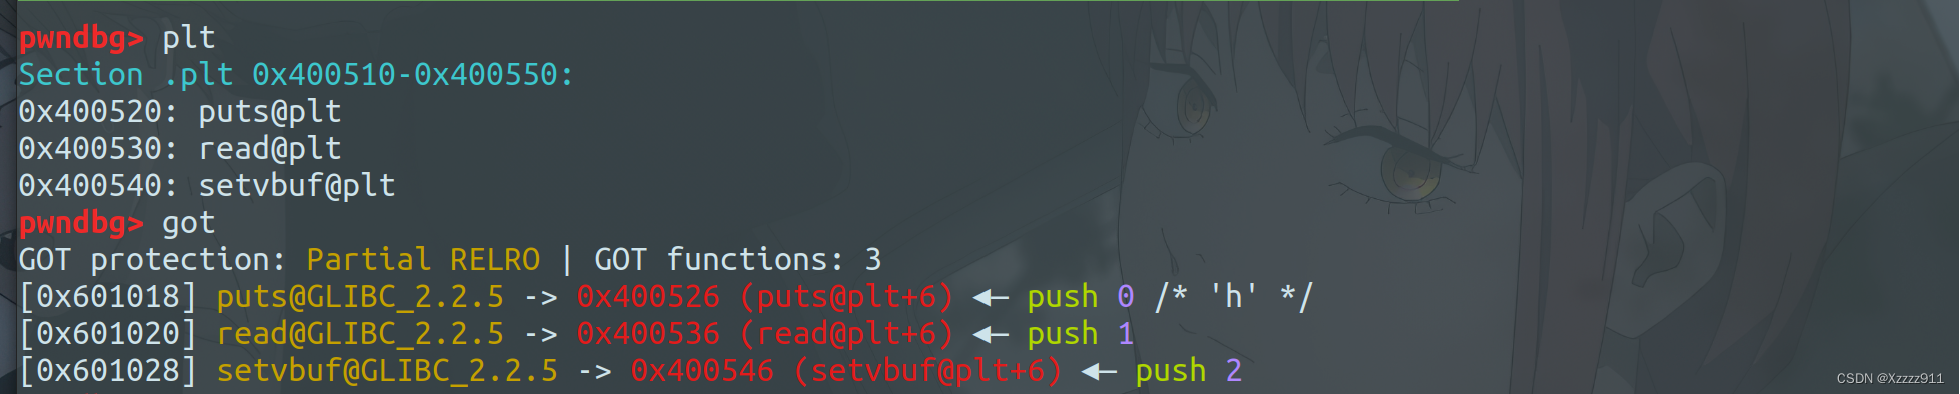 pwndbg> plt
Section .plt 0x400510-0x400550:
0x400520: puts@plt
0x400530: read@plt
0x400540: setvbuf@plt
pwndbg> got
GOT protection: Partial RELRO | GOT functions: 3
[0x601018] puts@GLIBC_2.2.5 -> 0x400526 (puts@plt+6) ◂— push 0 /* 'h' */
[0x601020] read@GLIBC_2.2.5 -> 0x400536 (read@plt+6) ◂— push 1
[0x601028] setvbuf@GLIBC_2.2.5 -> 0x400546 (setvbuf@plt+6) ◂— push 2
CSDN @Xzzzz911